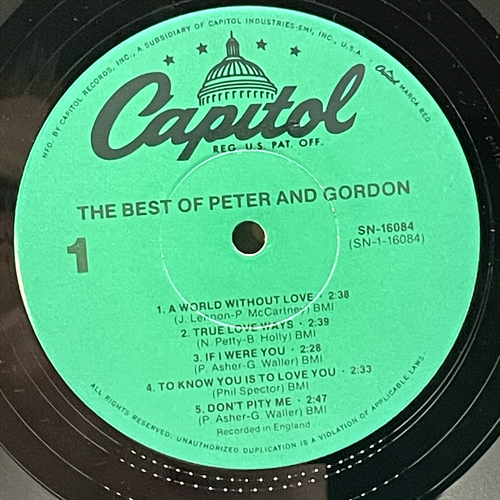 MFD. BY CAPITOL RECORDS, INC., A SUBSIDIARY OF CAPITOL INDUSTRIES-EMI, INC., U.S.A. • Capitol MARCA REG.
Capitol
REG. U.S. PAT. OFF.
THE BEST OF PETER AND GORDON
1
SN-16084
(SN-1-16084)
1. A WORLD WITHOUT LOVE · 2:38
(J. Lennon-P. McCartney) BMI
2. TRUE LOVE WAYS · 2:39
(N. Petty-B. Holly) BMI
3. IF I WERE YOU · 2:28
(P. Asher-G. Waller) BMI
4. TO KNOW YOU IS TO LOVE YOU · 2:33
(Phil Spector) BMI
5. DON'T PITY ME · 2:47
(P. Asher-G. Waller) BMI
Recorded in England
ALL RIGHTS RESERVED. UNAUTHORIZED DUPLICATION IS A VIOLATION OF APPLICABLE LAWS.